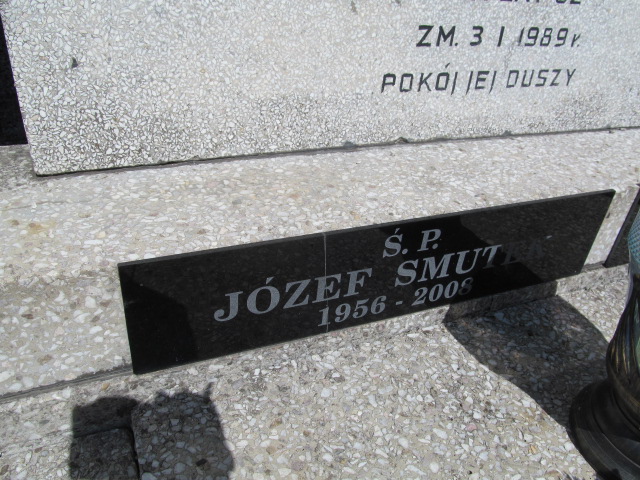 ZM. 3 I 1989 r.
POKÓJ JEJ DUSZY
Ś. P.
JÓZEF
1956 - 2008